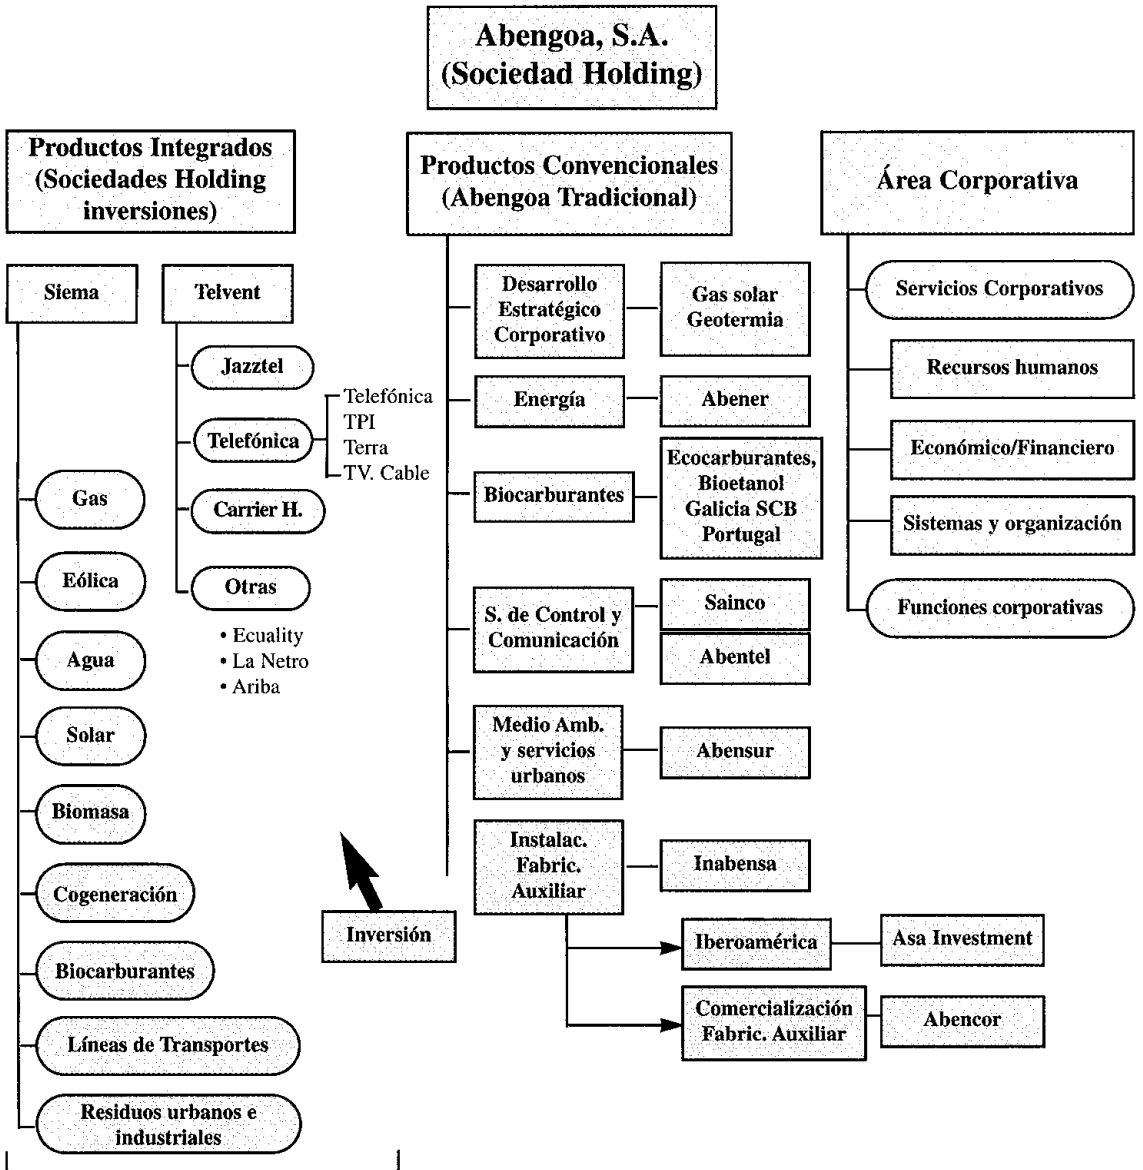 Abengoa, S.A.
(Sociedad Holding)
Productos Integrados
(Sociedades Holding
inversiones)
Siema
Telvent
Jazztel
Telefónica
Telefónica
TPI
Terra
TV. Cable
Carrier H.
Otras
• Ecuality
• La Netro
• Ariba
Gas
Eólica
Agua
Solar
Biomasa
Cogeneración
Biocarburantes
Líneas de Transportes
Residuos urbanos e
industriales
Inversión
Productos Convencionales
(Abengoa Tradicional)
Desarrollo
Estratégico
Corporativo
Gas solar
Geotermia
Energía
Abener
Biocarburantes
Ecocarburantes,
Bioetanol
Galicia SCB
Portugal
S. de Control y
Comunicación
Sainco
Abentel
Medio Amb.
y servicios
urbanos
Abensur
Instalac.
Fabric.
Auxiliar
Inabensa
Iberoamérica
Asa Investment
Comercialización
Fabric. Auxiliar
Abencor
Área Corporativa
Servicios Corporativos
Recursos humanos
Económico/Financiero
Sistemas y organización
Funciones corporativas